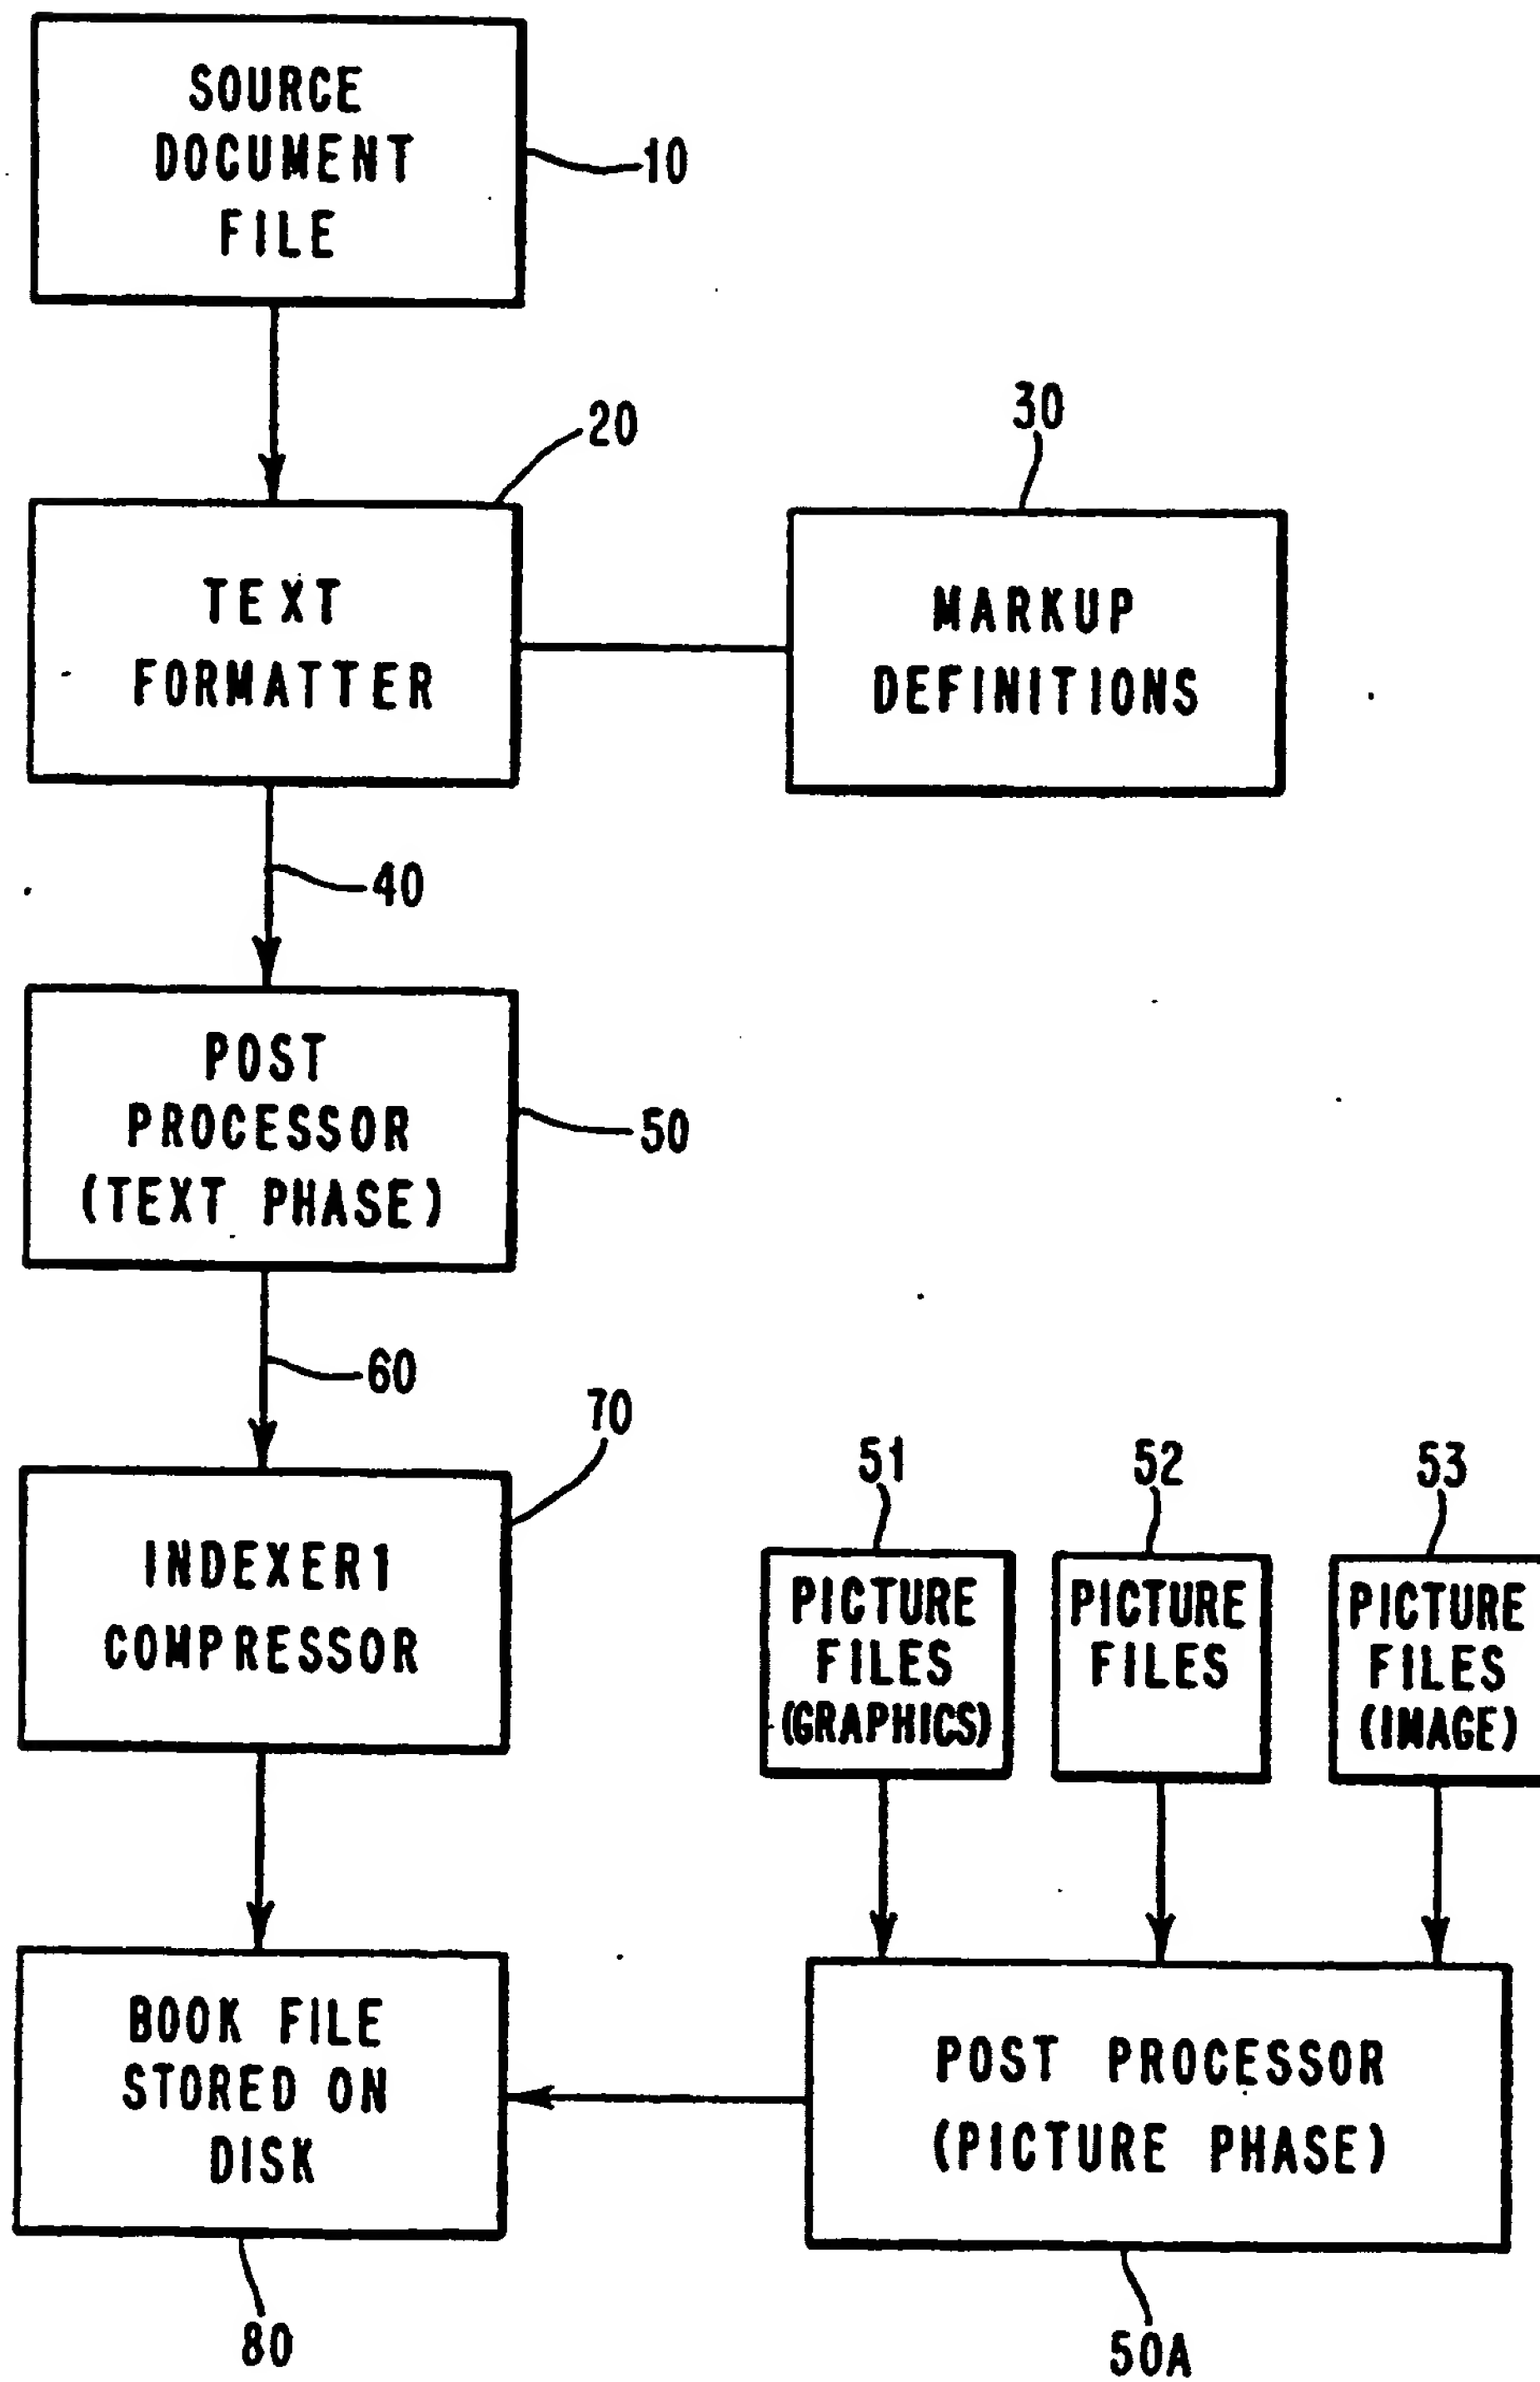 SOURCE
DOCUMENT
FILE
10
20
30
TEXT
FORMATTER
MARKUP
DEFINITIONS
40
POST
PROCESSOR
(TEXT PHASE)
50
60
70
INDEXER1
COMPRESSOR
51
52
53
PICTURE
FILES
(GRAPHICS)
PICTURE
FILES
PICTURE
FILES
(IMAGE)
BOOK FILE
STORED ON
DISK
POST PROCESSOR
(PICTURE PHASE)
80
50A